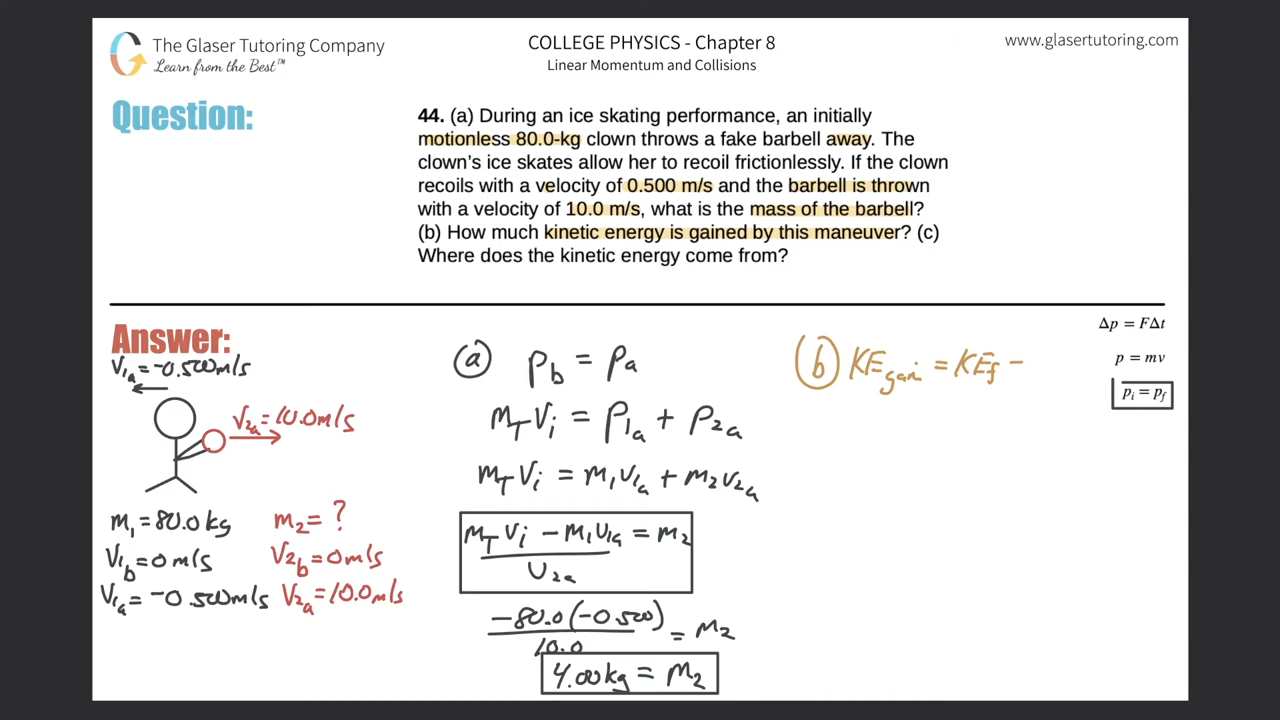 The Glaser Tutoring Company
Learn from the Best™
COLLEGE PHYSICS - Chapter 8
Linear Momentum and Collisions
www.glasertutoring.com
Question:
44. (a) During an ice skating performance, an initially
motionless 80.0-kg clown throws a fake barbell away. The
clown's ice skates allow her to recoil frictionlessly. If the clown
recoils with a velocity of 0.500 m/s and the barbell is thrown
with a velocity of 10.0 m/s, what is the mass of the barbell?
(b) How much kinetic energy is gained by this maneuver? (c)
Where does the kinetic energy come from?
Answer:
V1a = -0.500 m/s
V2a = 10.0 m/s
m1 = 80.0 kg
V1b = 0 m/s
V1a = -0.500 m/s
m2 = ?
V2b = 0 m/s
V2a = 10.0 m/s
(a) Pb = Pa
mTVi = P1a + P2a
mTVi = m1V1a + m2V2a
mTVi - m1V1a = m2
V2a
-80.0(-0.500) = m2
10.0
4.00 kg = m2
(b) KEgain = KEf -
Δp = FΔt
p = mv
pi = pf